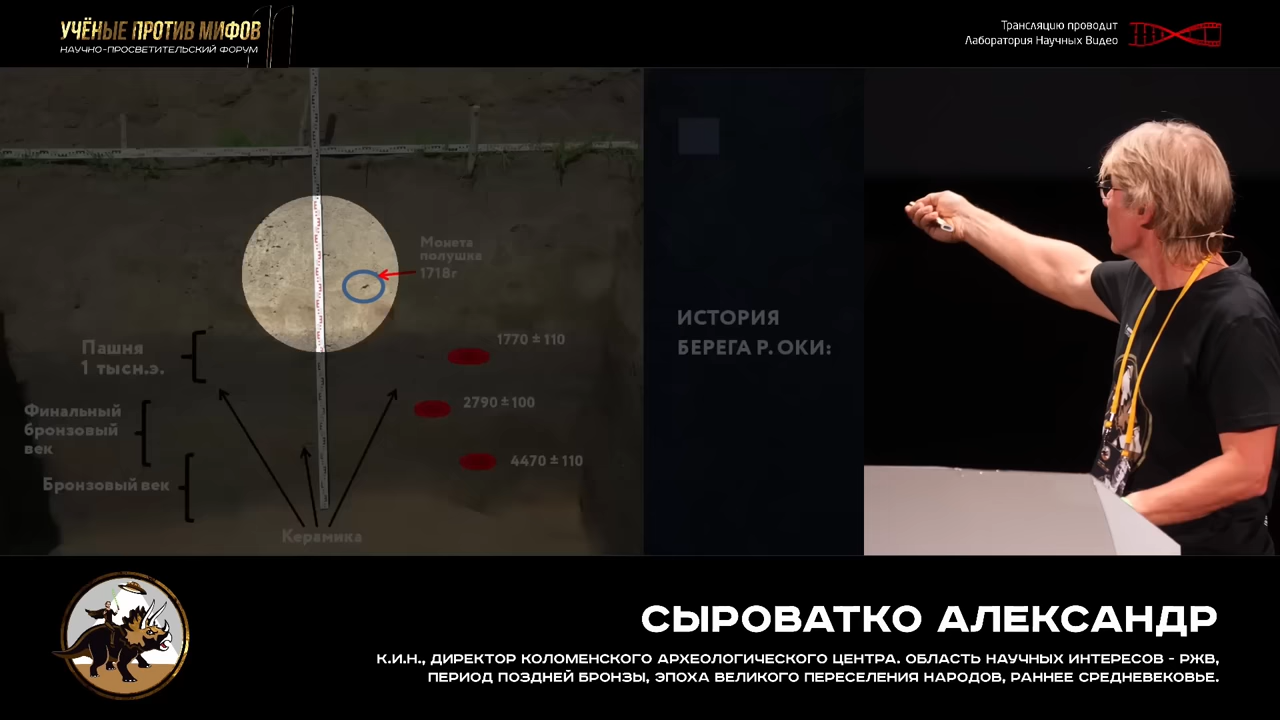 УЧЁНЫЕ ПРОТИВ МИФОВ
НАУЧНО-ПРОСВЕТИТЕЛЬСКИЙ ФОРУМ
11
Трансляцию проводит
Лаборатория Научных Видео
Монета
полушка
1718г
Пашня
1 тысн.э.
1770 ± 110
Финальный
бронзовый
век
2790 ± 100
Бронзовый век
4470 ± 110
Керамика
ИСТОРИЯ
БЕРЕГА Р. ОКИ:
СЫРОВАТКО АЛЕКСАНДР
К.И.Н., ДИРЕКТОР КОЛОМЕНСКОГО АРХЕОЛОГИЧЕСКОГО ЦЕНТРА. ОБЛАСТЬ НАУЧНЫХ ИНТЕРЕСОВ - РЖВ,
ПЕРИОД ПОЗДНЕЙ БРОНЗЫ, ЭПОХА ВЕЛИКОГО ПЕРЕСЕЛЕНИЯ НАРОДОВ, РАННЕЕ СРЕДНЕВЕКОВЬЕ.